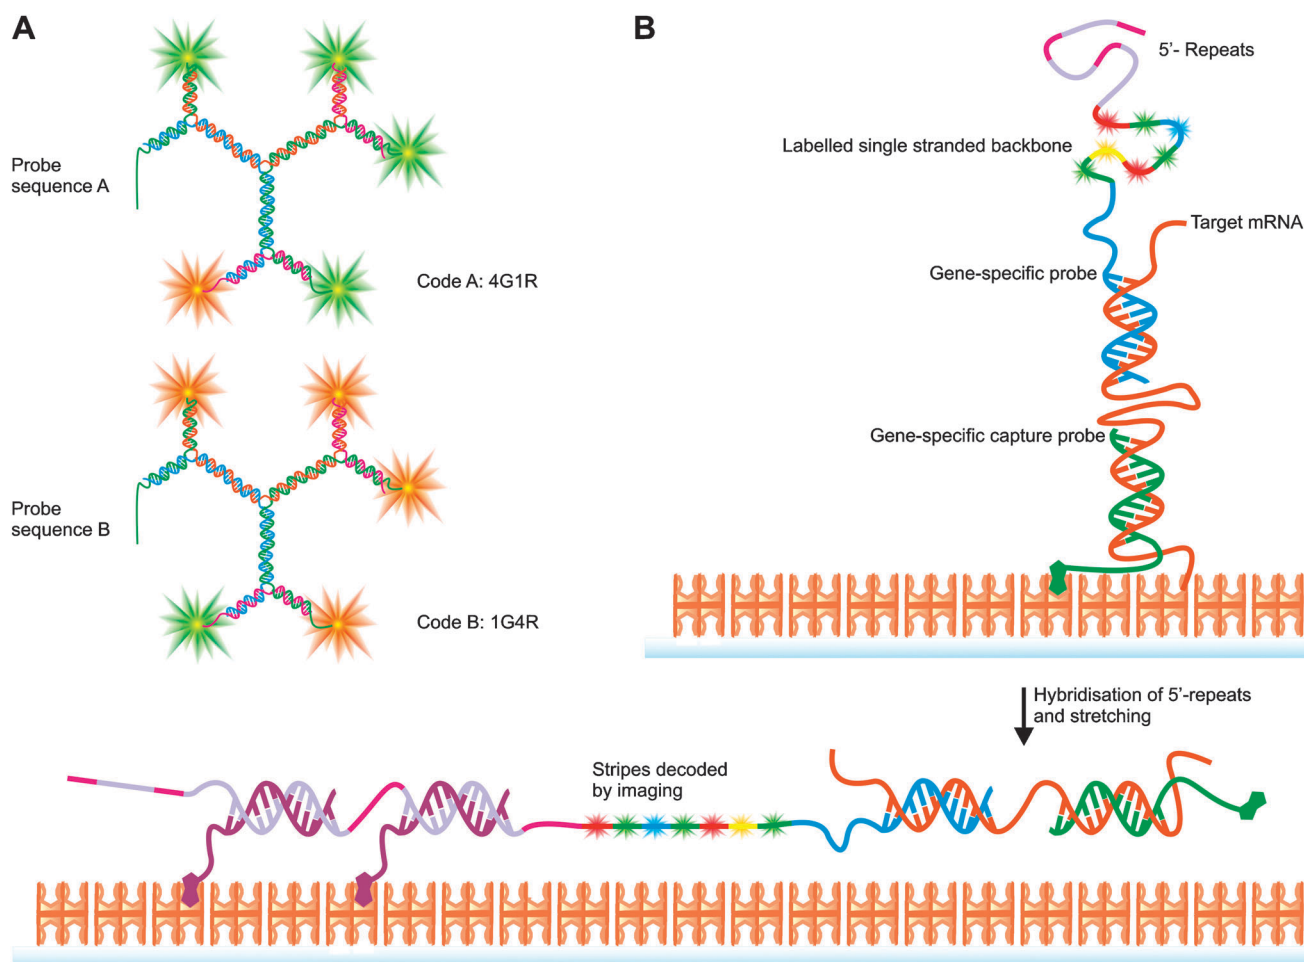 A
Probe
sequence A
Code A: 4G1R
Probe
sequence B
Code B: 1G4R
B
5'- Repeats
Labelled single stranded backbone
Target mRNA
Gene-specific probe
Gene-specific capture probe
Hybridisation of 5'-repeats
and stretching
Stripes decoded
by imaging